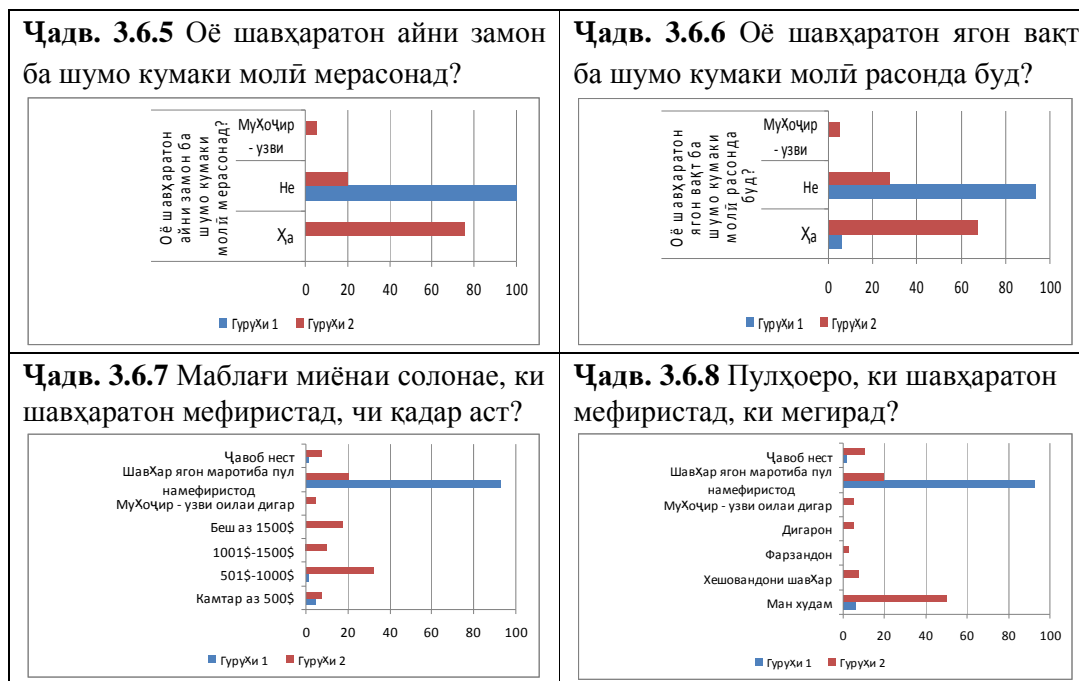 Ҷадв. 3.6.5 Оё шавҳаратон айни замон
ба шумо кумаки молӣ мерасонад?
Оё шавҳаратон
айни замон ба
шумо кумаки
молӣ мерасонад?
Муҳоҷир
- узви
Не
Ҳа
0 20 40 60 80 100
Гуруҳи 1 Гуруҳи 2
Ҷадв. 3.6.6 Оё шавҳаратон ягон вақт
ба шумо кумаки молӣ расонда буд?
Оё шавҳаратон
ягон вақт ба
шумо кумаки
молӣ расонда
буд?
Муҳоҷир
- узви
Не
Ҳа
0 20 40 60 80 100
Гуруҳи 1 Гуруҳи 2
Ҷадв. 3.6.7 Маблағи миёнаи солонае, ки
шавҳаратон мефиристад, чи қадар аст?
Ҷавоб нест
Шавҳар ягон маротиба пул
намефиристод
Муҳоҷир - узви оилаи дигар
Беш аз 1500$
1001$-1500$
501$-1000$
Камтар аз 500$
0 20 40 60 80 100
Гуруҳи 1 Гуруҳи 2
Ҷадв. 3.6.8 Пулҳоеро, ки шавҳаратон
мефиристад, ки мегирад?
Ҷавоб нест
Шавҳар ягон маротиба пул
намефиристод
Муҳоҷир - узви оилаи дигар
Дигарон
Фарзандон
Хешовандони шавҳар
Ман худам
0 20 40 60 80 100
Гуруҳи 1 Гуруҳи 2